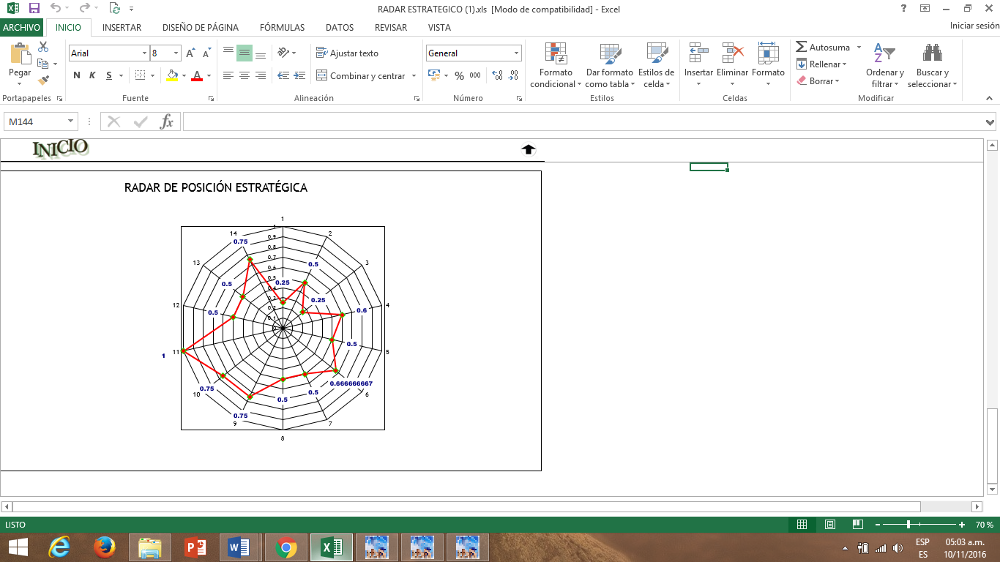 RADAR ESTRATEGICO (1).xls [Modo de compatibilidad] - Excel
?
ARCHIVO INICIO INSERTAR DISEÑO DE PÁGINA FÓRMULAS DATOS REVISAR VISTA Iniciar sesión
Pegar
Arial 8
A A
N K S
A
Ajustar texto
Combinar y centrar
General
% 000
Formato condicional
Dar formato como tabla
Estilos de celda
Insertar Eliminar Formato
Autosuma
Rellenar
Borrar
Ordenar y filtrar
Buscar y seleccionar
Portapapeles Fuente Alineación Número Estilos Celdas Modificar
M144
fx
INICIO
RADAR DE POSICIÓN ESTRATÉGICA
1
14 1 2
0.75 0.9
0.8
13 0.7 0.5 3
0.6
0.5 0.5 0.25
0.4
0.3 0.25
12 0.2 0.6 4
0.5 0.1
0
0.5
1 11 5
0.75 0.666666667
10 0.5 0.5 6
0.75
9 7
8
LISTO
70 %
ESP 05:03 a.m.
ES 10/11/2016